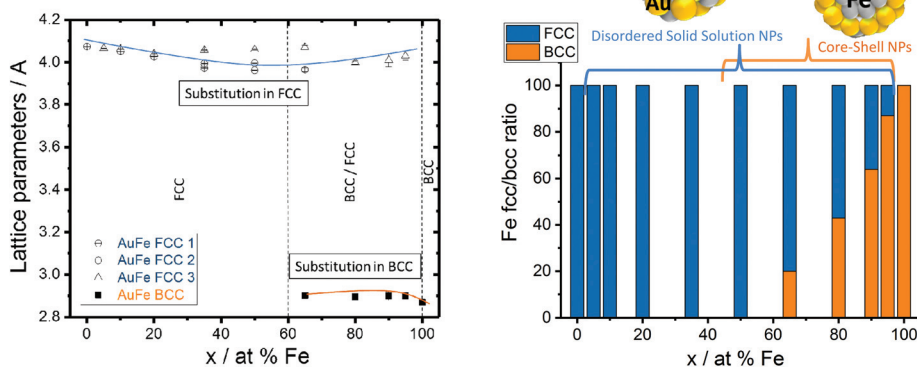 4.2
4.0
3.8
3.6
3.4
3.2
3.0
2.8
Lattice parameters / A
Substitution in FCC
FCC
BCC / FCC
BCC
AuFe FCC 1
AuFe FCC 2
AuFe FCC 3
AuFe BCC
Substitution in BCC
0 20 40 60 80 100
x / at % Fe
Au
Fe
FCC
BCC
Disordered Solid Solution NPs
Core-Shell NPs
100
80
60
40
20
0
Fe fcc/bcc ratio
0 20 40 60 80 100
x / at % Fe